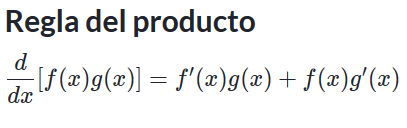 Regla del producto
d/dx [f(x)g(x)] = f'(x)g(x) + f(x)g'(x)